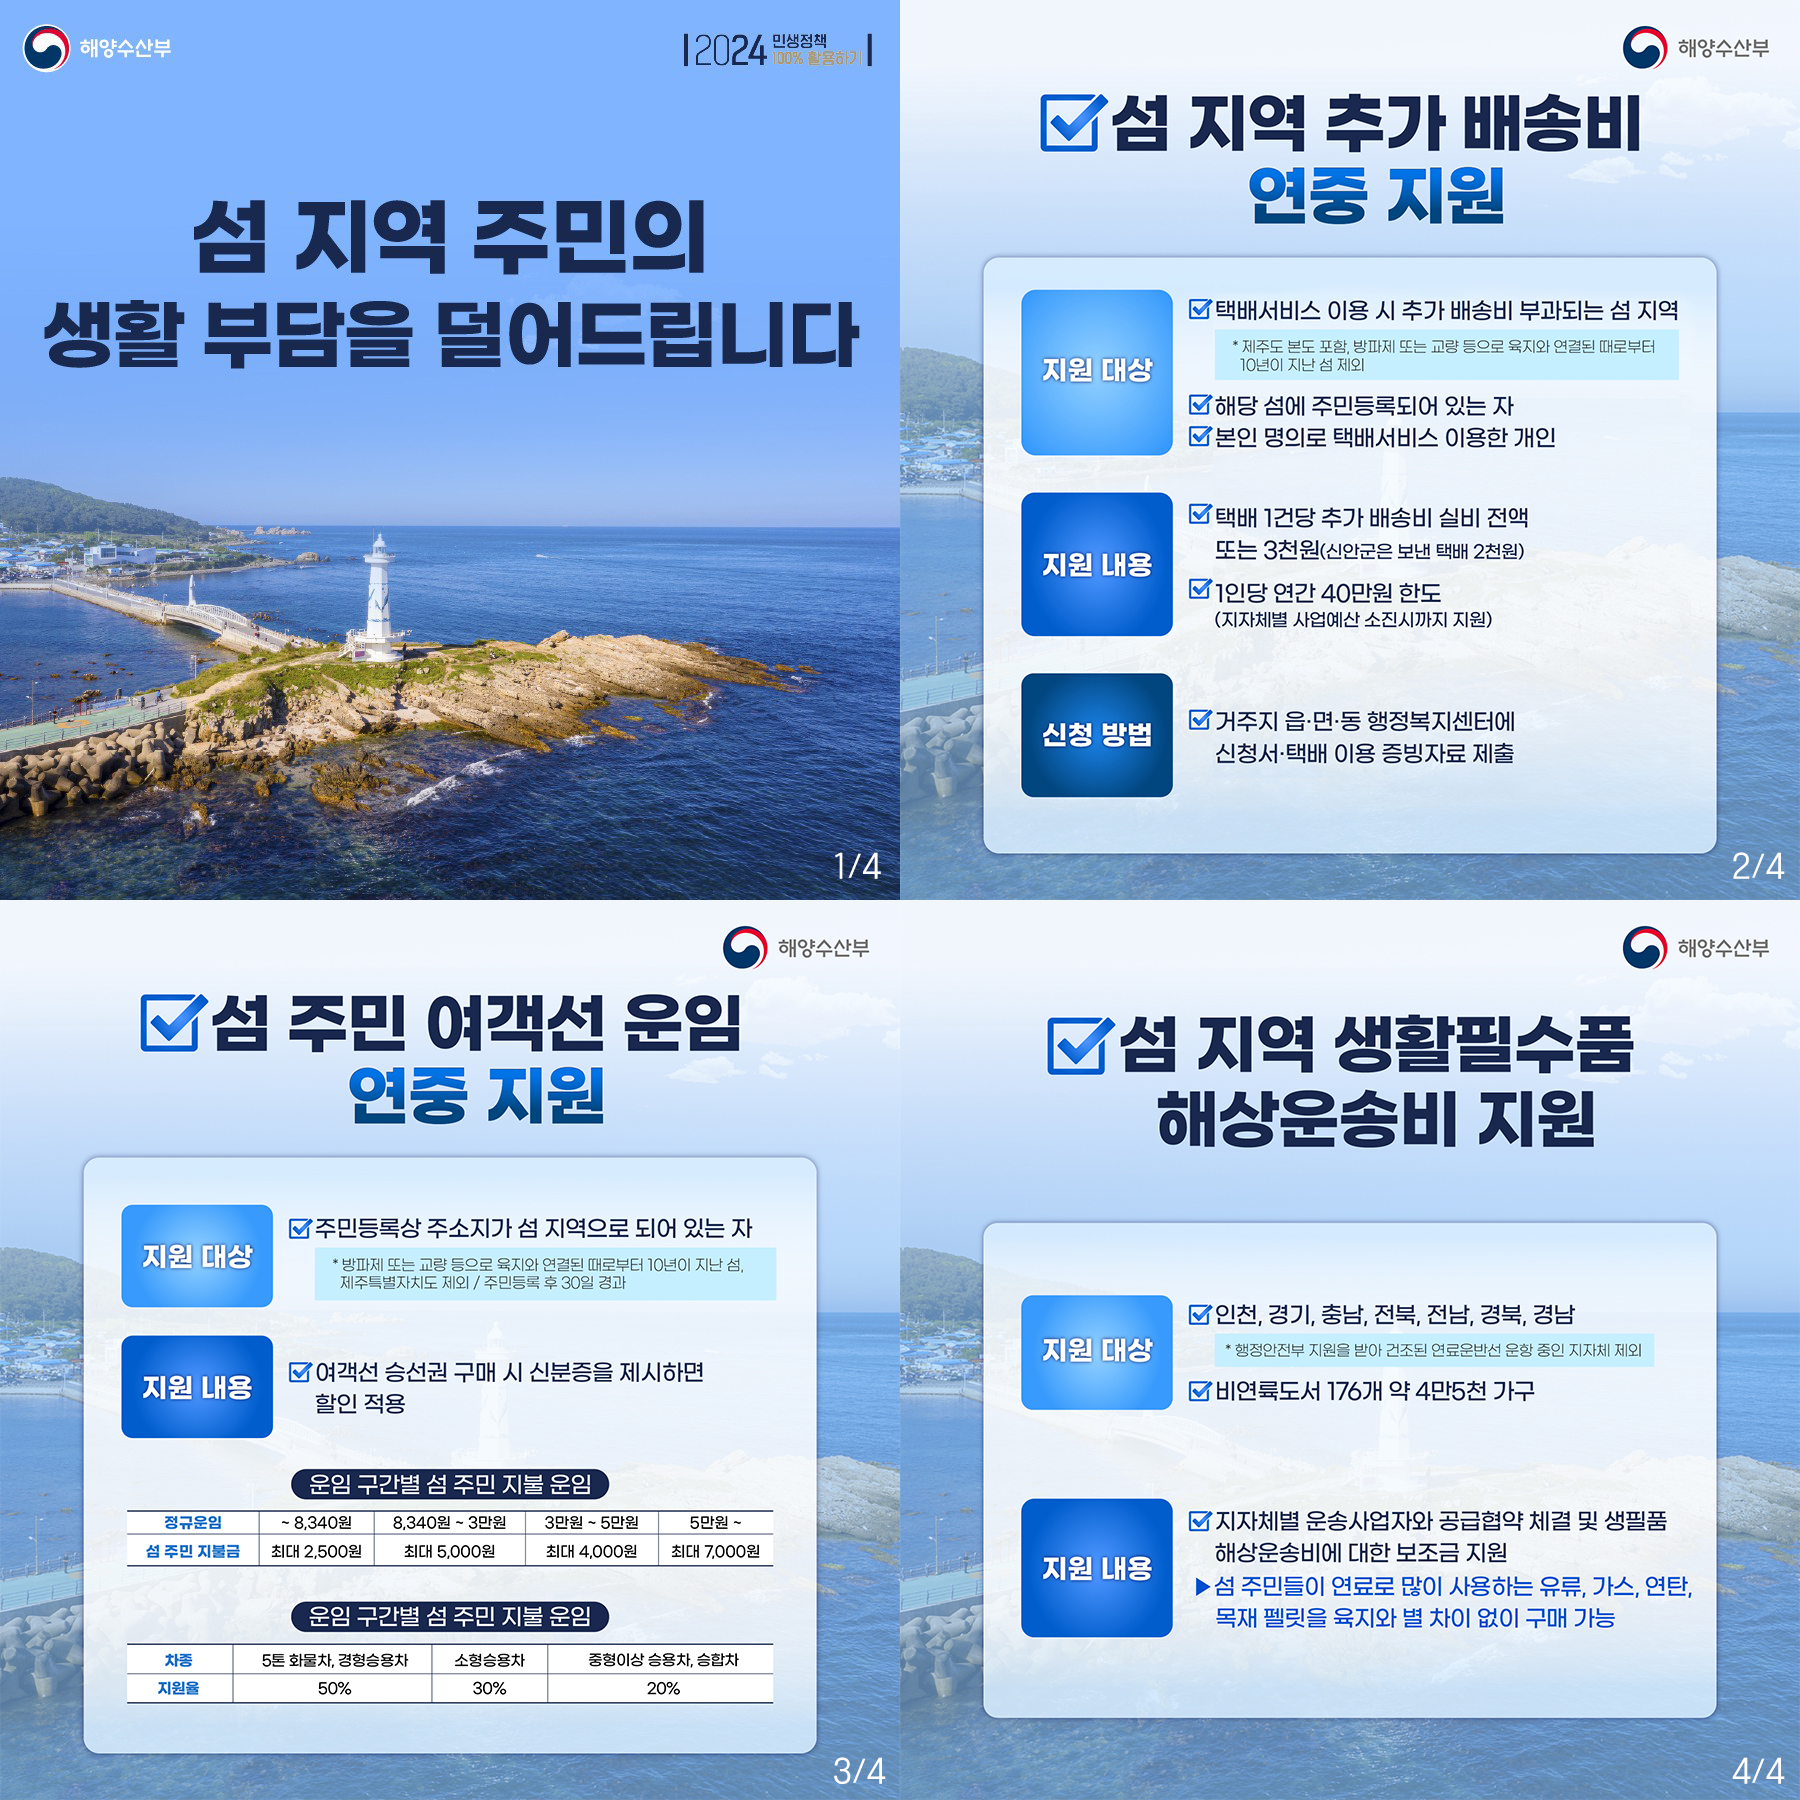 해양수산부
2024 민생정책
100% 활용하기
섬 지역 주민의
생활 부담을 덜어드립니다
1/4
해양수산부
섬 지역 추가 배송비
연중 지원
지원 대상
택배서비스 이용 시 추가 배송비 부과되는 섬 지역
* 제주도 본도 포함, 방파제 또는 교량 등으로 육지와 연결된 때로부터
10년이 지난 섬 제외
해당 섬에 주민등록되어 있는 자
본인 명의로 택배서비스 이용한 개인
지원 내용
택배 1건당 추가 배송비 실비 전액
또는 3천원(신안군은 보낸 택배 2천원)
1인당 연간 40만원 한도
(지자체별 사업예산 소진시까지 지원)
신청 방법
거주지 읍·면·동 행정복지센터에
신청서·택배 이용 증빙자료 제출
2/4
해양수산부
섬 주민 여객선 운임
연중 지원
지원 대상
주민등록상 주소지가 섬 지역으로 되어 있는 자
* 방파제 또는 교량 등으로 육지와 연결된 때로부터 10년이 지난 섬,
제주특별자치도 제외 / 주민등록 후 30일 경과
지원 내용
여객선 승선권 구매 시 신분증을 제시하면
할인 적용
운임 구간별 섬 주민 지불 운임
정규운임 ~ 8,340원 8,340원 ~ 3만원 3만원 ~ 5만원 5만원 ~
섬 주민 지불금 최대 2,500원 최대 5,000원 최대 4,000원 최대 7,000원
운임 구간별 섬 주민 지불 운임
차종 5톤 화물차, 경형승용차 소형승용차 중형이상 승용차, 승합차
지원율 50% 30% 20%
3/4
해양수산부
섬 지역 생활필수품
해상운송비 지원
지원 대상
인천, 경기, 충남, 전북, 전남, 경북, 경남
* 행정안전부 지원을 받아 건조된 연료운반선 운항 중인 지자체 제외
비연륙도서 176개 약 4만5천 가구
지원 내용
지자체별 운송사업자와 공급협약 체결 및 생필품
해상운송비에 대한 보조금 지원
▶섬 주민들이 연료로 많이 사용하는 유류, 가스, 연탄,
목재 펠릿을 육지와 별 차이 없이 구매 가능
4/4